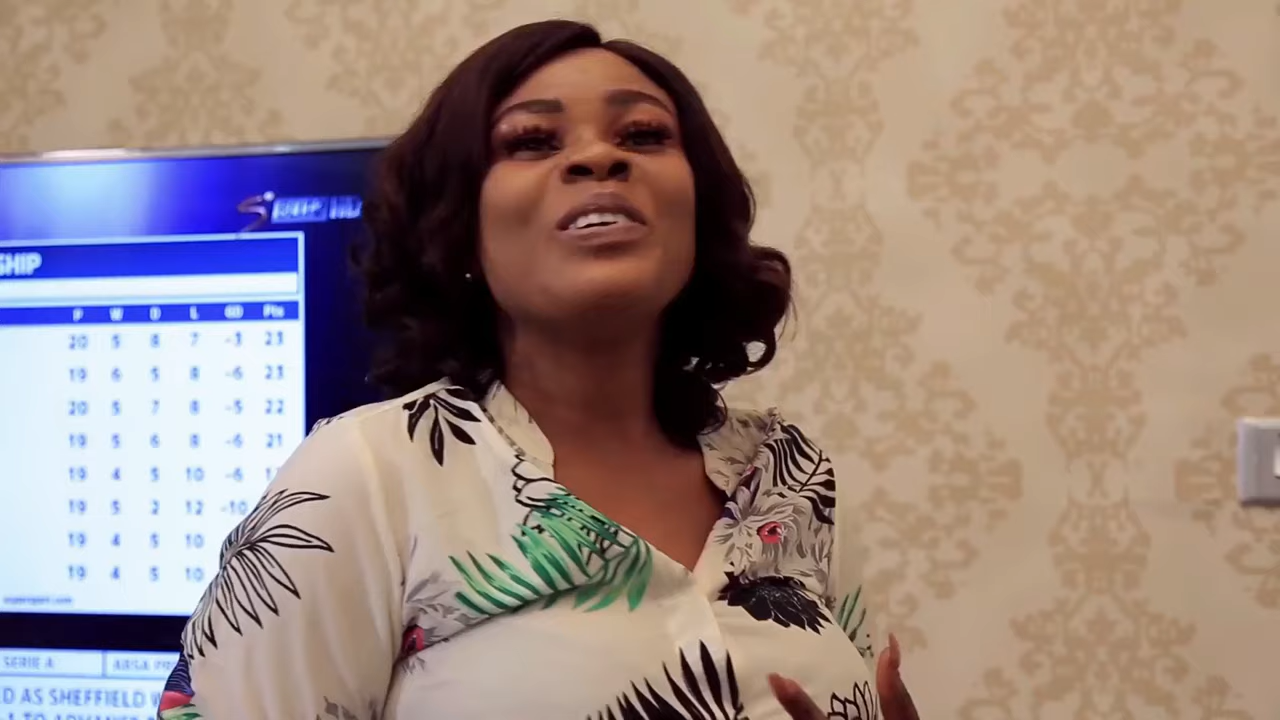 SHIP
P W D L GD Pts
20 5 8 7 -3 23
19 6 5 8 -6 23
20 5 7 8 -5 22
19 5 6 8 -6 21
19 4 5 10 -6
19 5 2 12 -10
19 4 5 10
19 4 5 10
SERIE A: ABSA
D AS SHEFFIELD W